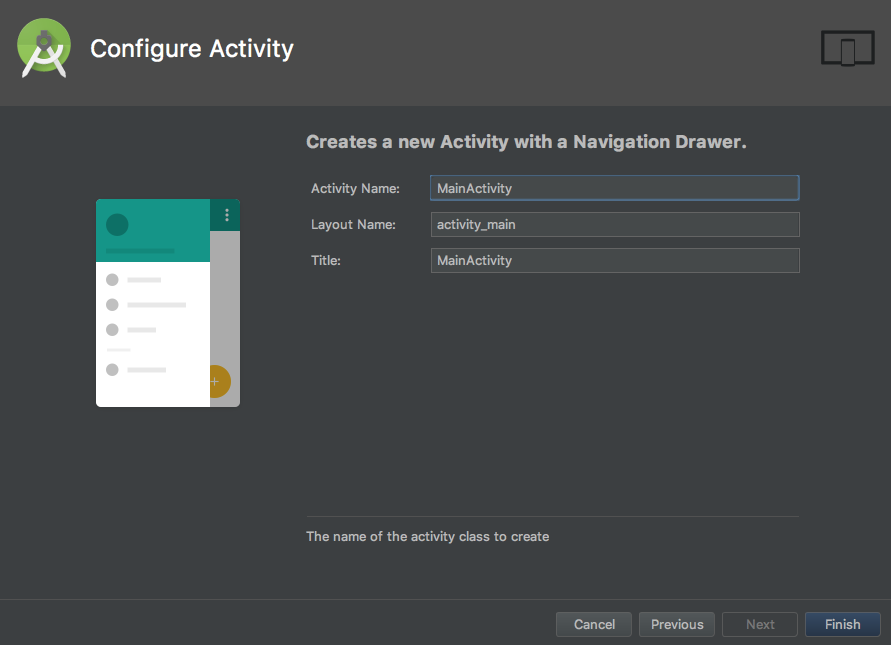 Configure Activity
Creates a new Activity with a Navigation Drawer.
Activity Name: MainActivity
Layout Name: activity_main
Title: MainActivity
The name of the activity class to create
Cancel Previous Next Finish